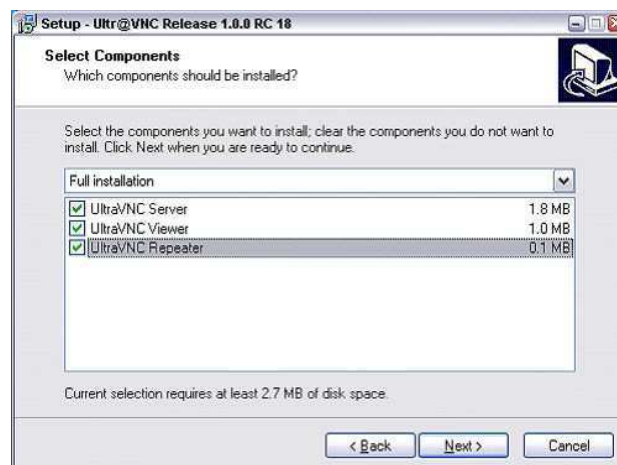 Setup - Ultr@VNC Release 1.0.0 RC 18
Select Components
Which components should be installed?
Select the components you want to install; clear the components you do not want to
install. Click Next when you are ready to continue.
Full installation
UltraVNC Server 1.8 MB
UltraVNC Viewer 1.0 MB
UltraVNC Repeater 0.1 MB
Current selection requires at least 2.7 MB of disk space.
< Back Next > Cancel